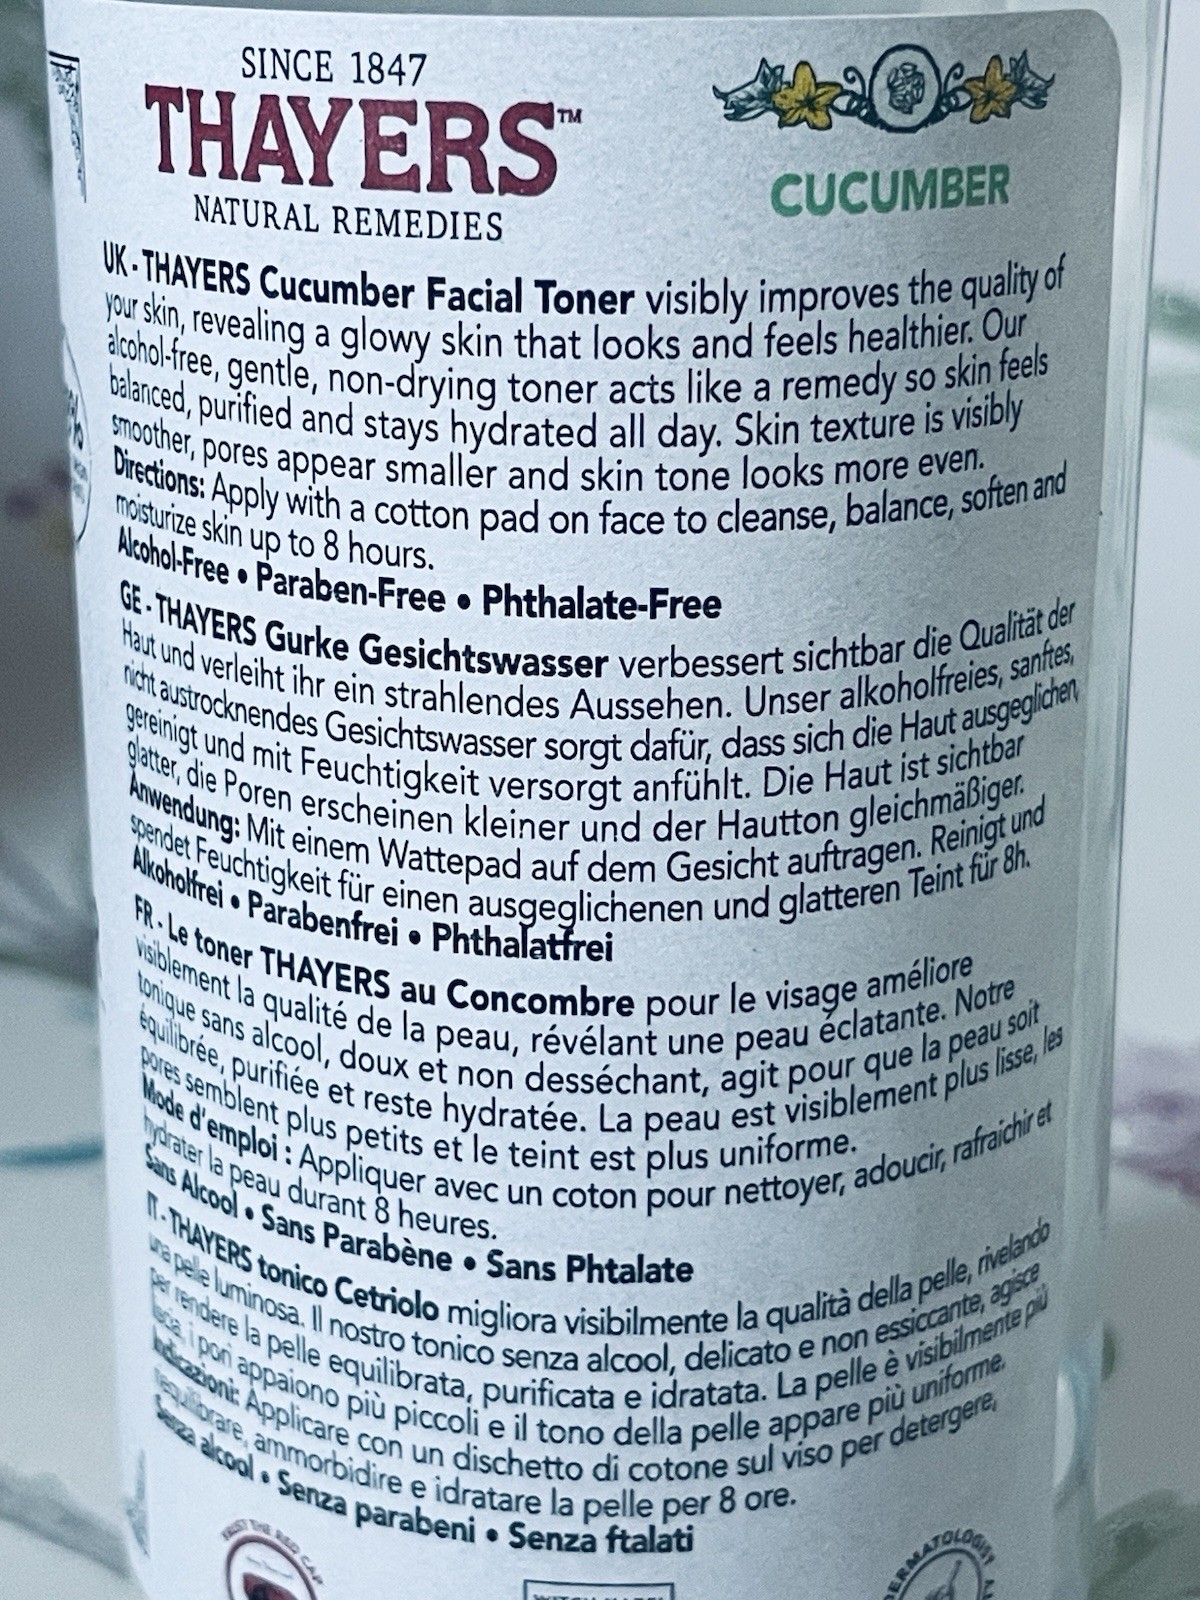 SINCE 1847
THAYERS™
NATURAL REMEDIES
CUCUMBER
UK - THAYERS Cucumber Facial Toner visibly improves the quality of
your skin, revealing a glowy skin that looks and feels healthier. Our
alcohol-free, gentle, non-drying toner acts like a remedy so skin feels
balanced, purified and stays hydrated all day. Skin texture is visibly
smoother, pores appear smaller and skin tone looks more even.
Directions: Apply with a cotton pad on face to cleanse, balance, soften and
moisturize skin up to 8 hours.
Alcohol-Free • Paraben-Free • Phthalate-Free
GE - THAYERS Gurke Gesichtswasser verbessert sichtbar die Qualität der
Haut und verleiht ihr ein strahlendes Aussehen. Unser alkoholfreies, sanftes,
nicht austrocknendes Gesichtswasser sorgt dafür, dass sich die Haut ausgeglichen,
gereinigt und mit Feuchtigkeit versorgt anfühlt. Die Haut ist sichtbar
glatter, die Poren erscheinen kleiner und der Hautton gleichmäßiger.
Anwendung: Mit einem Wattepad auf dem Gesicht auftragen. Reinigt und
spendet Feuchtigkeit für einen ausgeglichenen und glatteren Teint für 8h.
Alkoholfrei • Parabenfrei • Phthalatfrei
FR - Le toner THAYERS au Concombre pour le visage améliore
visiblement la qualité de la peau, révélant une peau éclatante. Notre
tonique sans alcool, doux et non desséchant, agit pour que la peau soit
équilibrée, purifiée et reste hydratée. La peau est visiblement plus lisse, les
pores semblent plus petits et le teint est plus uniforme.
Mode d'emploi : Appliquer avec un coton pour nettoyer, adoucir, rafraichir et
hydrater la peau durant 8 heures.
Sans Alcool • Sans Parabène • Sans Phtalate
IT - THAYERS tonico Cetriolo migliora visibilmente la qualità della pelle, rivelando
una pelle luminosa. Il nostro tonico senza alcool, delicato e non essiccante, agisce
per rendere la pelle equilibrata, purificata e idratata. La pelle è visibilmente più
liscia, i pori appaiono più piccoli e il tono della pelle appare più uniforme.
Indicazioni: Applicare con un dischetto di cotone sul viso per detergere,
riequilibrare, ammorbidire e idratare la pelle per 8 ore.
Senza alcool • Senza parabeni • Senza ftalati
TRUST THE RED CAP